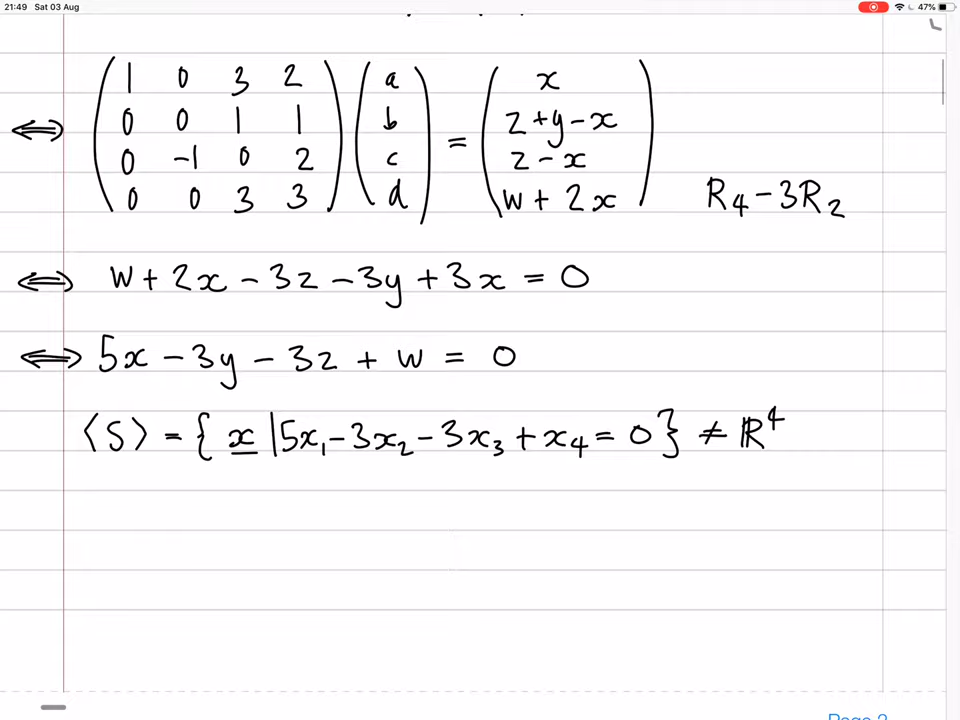 21:49 Sat 03 Aug 47%
⟺ (1 0 3 2) (a) = (x)
(0 0 1 1) (b) (z + y - x)
(0 -1 0 2) (c) (z - x)
(0 0 3 3) (d) (w + 2x) R₄ - 3R₂
⟺ w + 2x - 3z - 3y + 3x = 0
⟺ 5x - 3y - 3z + w = 0
⟨S⟩ = { x | 5x₁ - 3x₂ - 3x₃ + x₄ = 0 } ≠ ℝ⁴